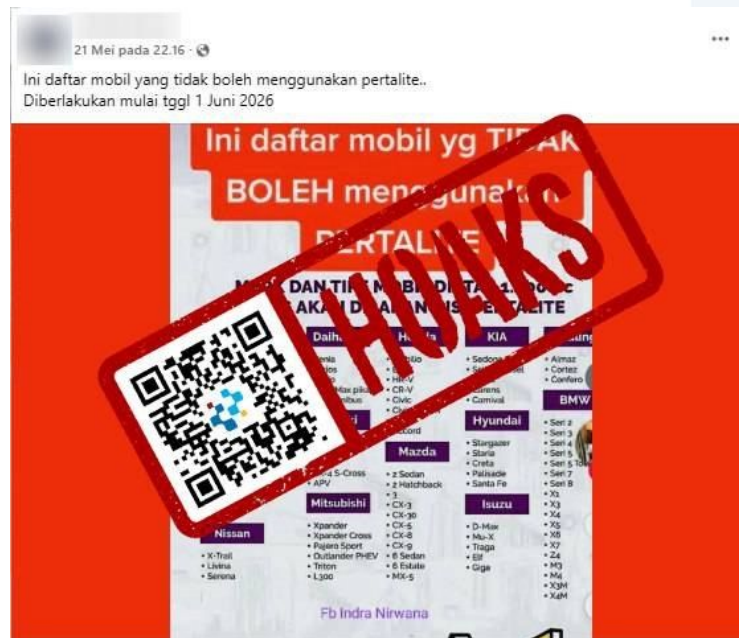 21 Mei pada 22.16 ·
Ini daftar mobil yang tidak boleh menggunakan pertalite..
Diberlakukan mulai tggl 1 Juni 2026
Ini daftar mobil yg TIDAK
BOLEH menggunakan
PERTALITE
HOAKS
KIA
• Almaz
• Cortez
• Confero
• Carnival
BMW
• HR-V
• CR-V
• Civic
Hyundai
• Stargazer
• Staria
• Creta
• Palisade
• Santa Fe
• Seri 2
• Seri 3
• Seri 4
• Seri 5
• Seri 7
• Seri 8
• X1
• X3
• X4
• X5
• X6
• X7
• Z4
• M3
• M4
• X3M
• X4M
S-Cross
• APV
Mazda
• 2 Sedan
• 2 Hatchback
• 3
• CX-3
• CX-30
• CX-5
• CX-8
• CX-9
• 6 Sedan
• 6 Estate
• MX-5
Mitsubishi
• Xpander
• Xpander Cross
• Pajero Sport
• Outlander PHEV
• Triton
• L300
Isuzu
• D-Max
• Mu-X
• Traga
• Elf
• Giga
Nissan
• X-Trail
• Livina
• Serena
Fb Indra Nirwana